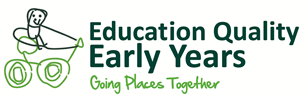 Education Quality
Early Years
Going Places Together